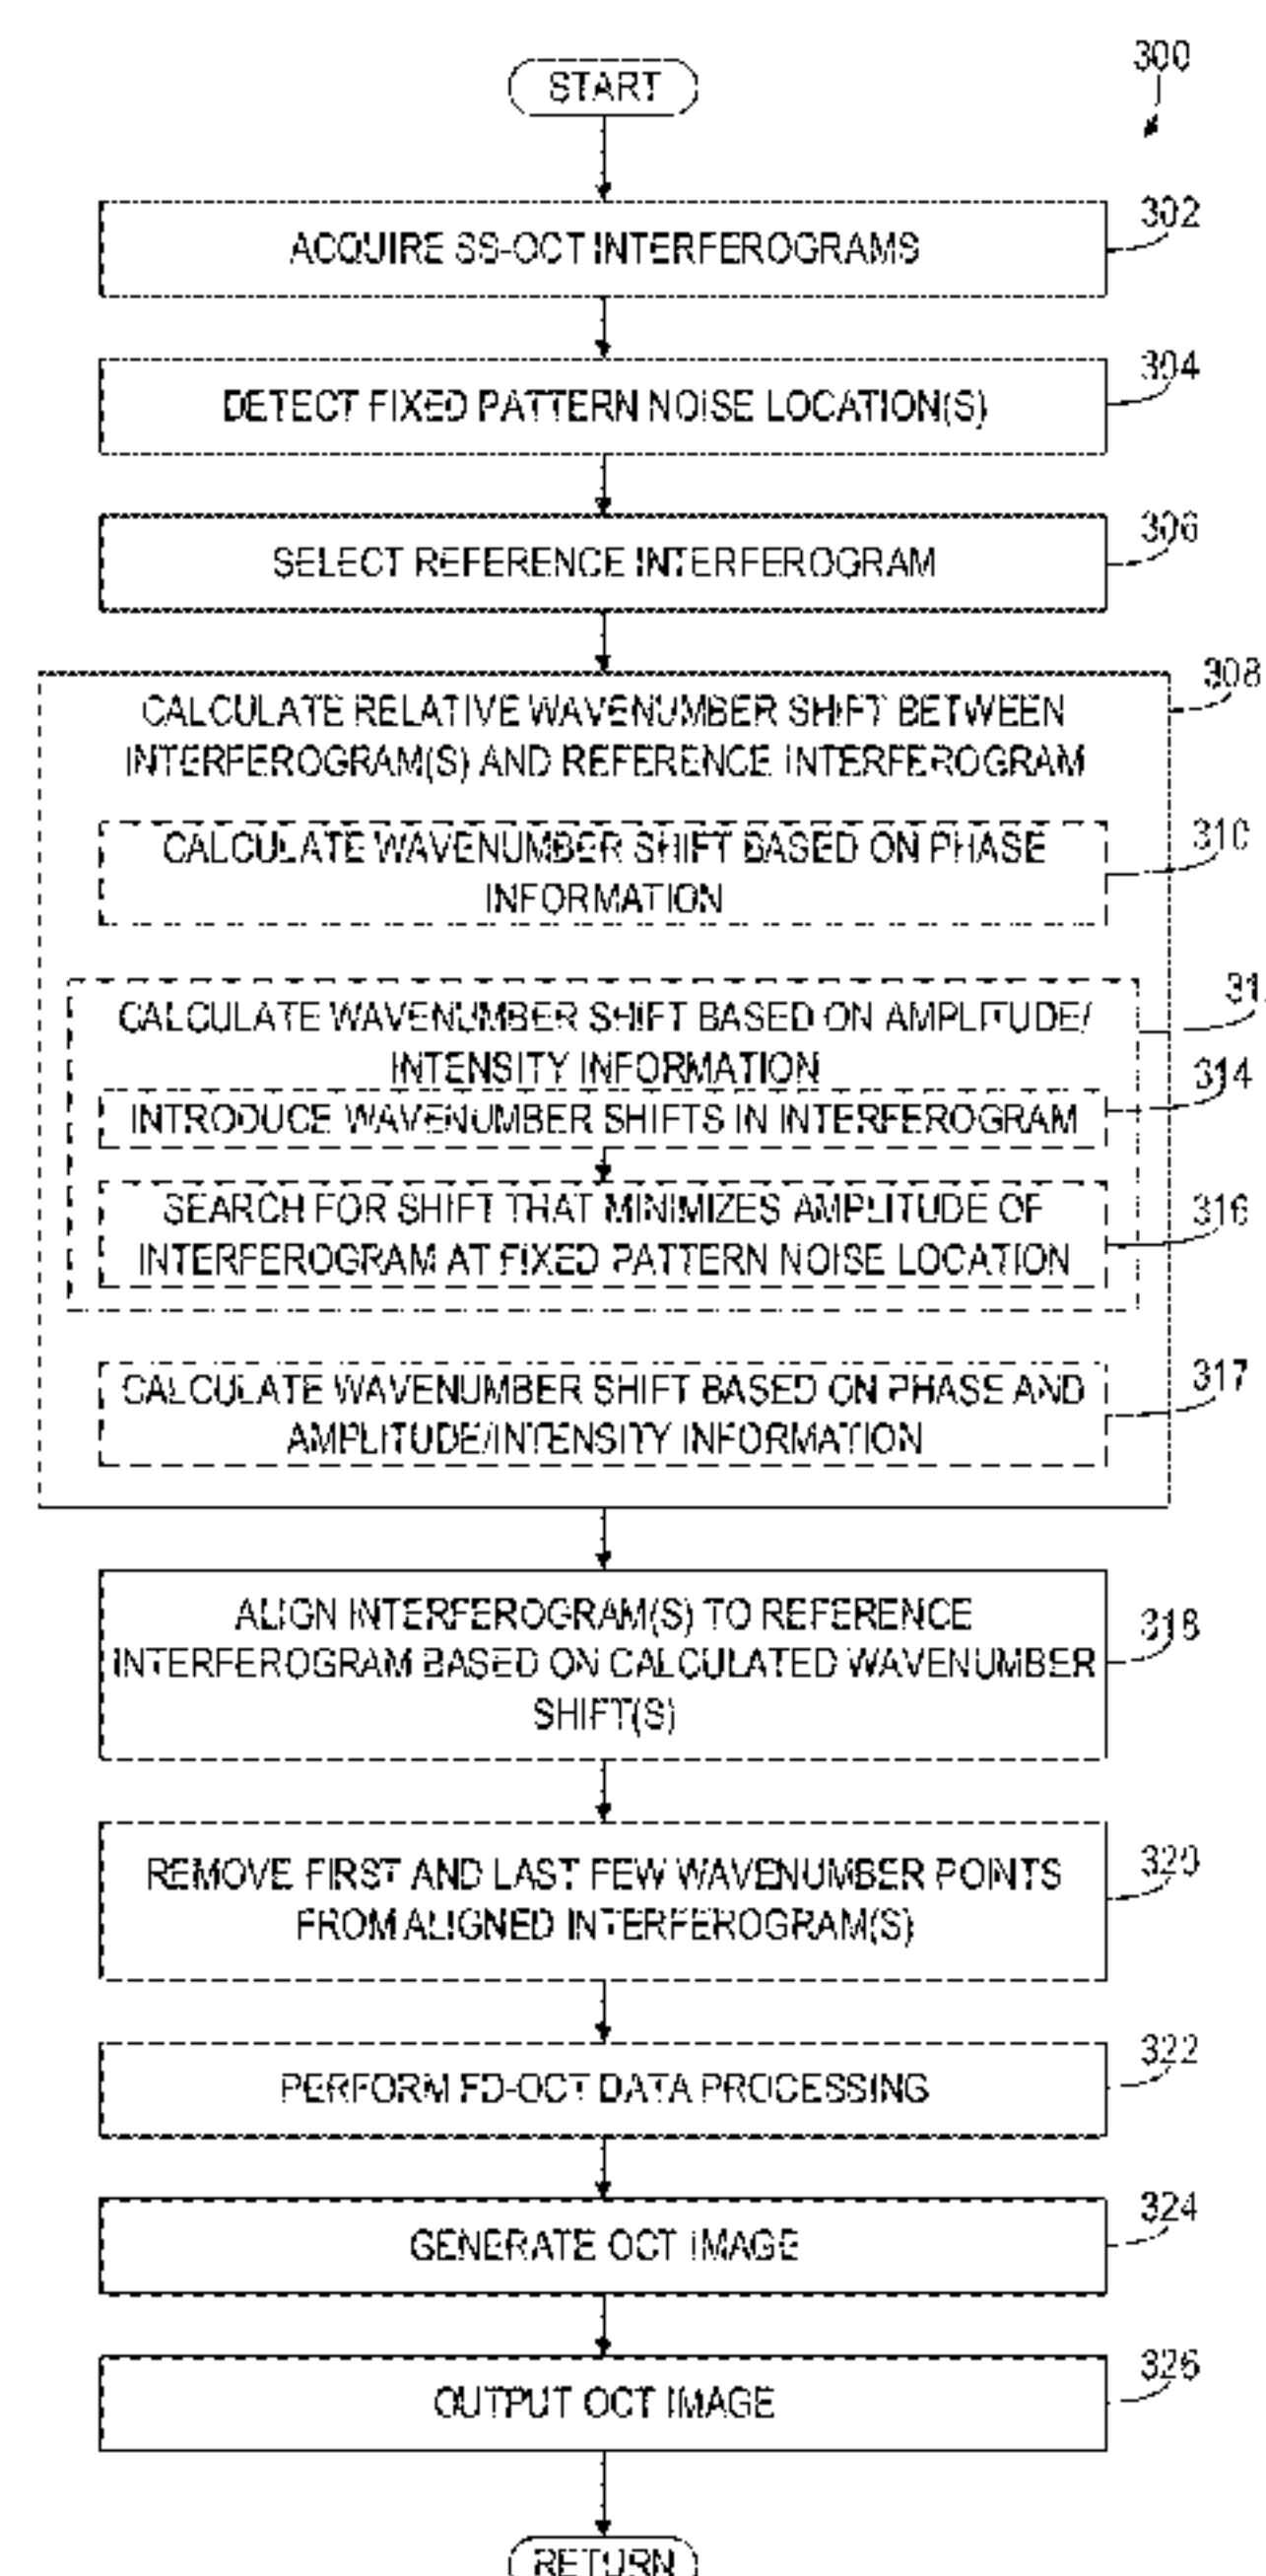 300
START
302
ACQUIRE SS-OCT INTERFEROGRAMS
304
DETECT FIXED PATTERN NOISE LOCATION(S)
306
SELECT REFERENCE INTERFEROGRAM
308
CALCULATE RELATIVE WAVENUMBER SHIFT BETWEEN
INTERFEROGRAM(S) AND REFERENCE INTERFEROGRAM
310
CALCULATE WAVENUMBER SHIFT BASED ON PHASE
INFORMATION
CALCULATE WAVENUMBER SHIFT BASED ON AMPLITUDE/
INTENSITY INFORMATION
314
INTRODUCE WAVENUMBER SHIFTS IN INTERFEROGRAM
316
SEARCH FOR SHIFT THAT MINIMIZES AMPLITUDE OF
INTERFEROGRAM AT FIXED PATTERN NOISE LOCATION
317
CALCULATE WAVENUMBER SHIFT BASED ON PHASE AND
AMPLITUDE/INTENSITY INFORMATION
318
ALIGN INTERFEROGRAM(S) TO REFERENCE
INTERFEROGRAM BASED ON CALCULATED WAVENUMBER
SHIFT(S)
320
REMOVE FIRST AND LAST FEW WAVENUMBER POINTS
FROM ALIGNED INTERFEROGRAM(S)
322
PERFORM FD-OCT DATA PROCESSING
324
GENERATE OCT IMAGE
326
OUTPUT OCT IMAGE
RETURN